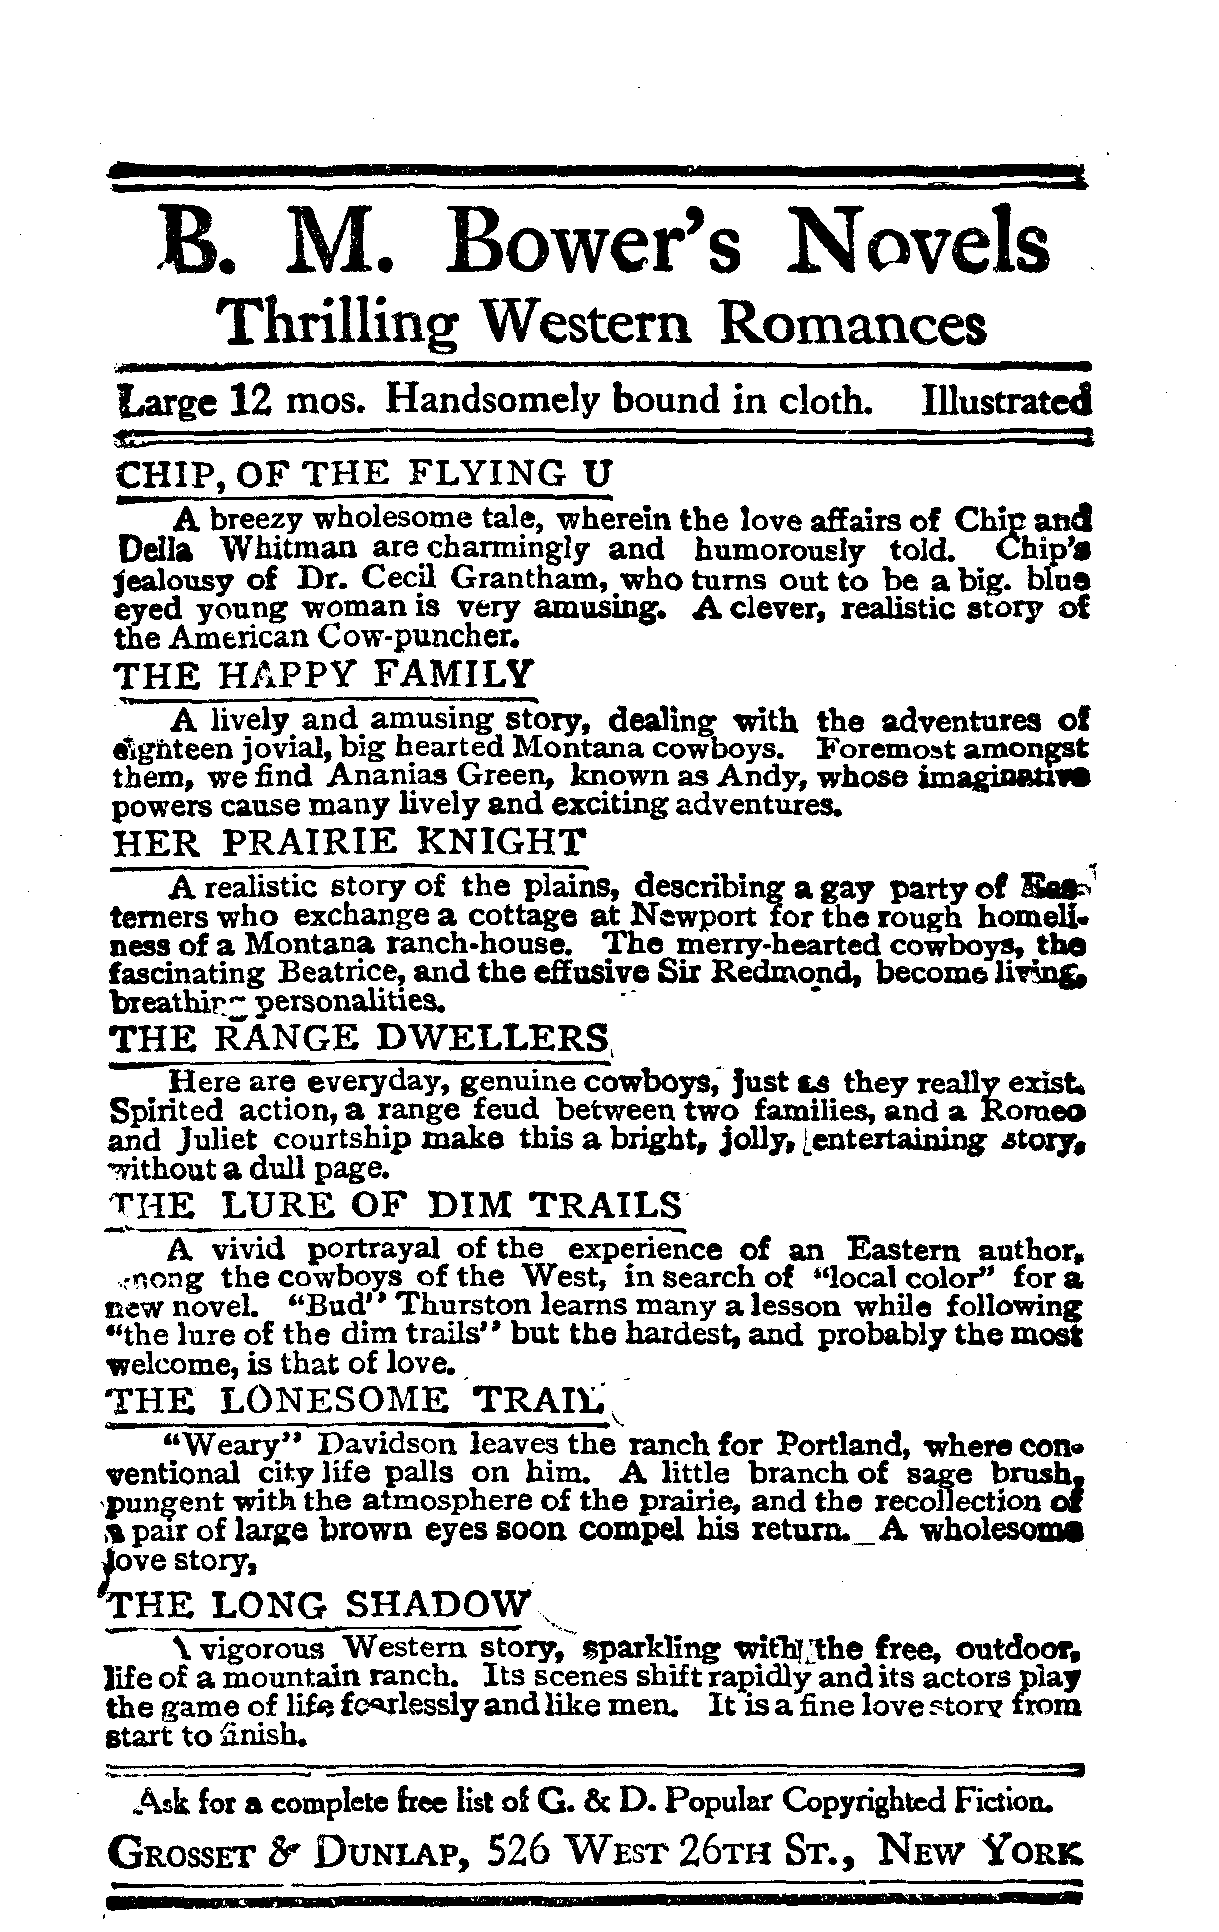 B. M. Bower's Novels
Thrilling Western Romances
Large 12 mos. Handsomely bound in cloth. Illustrated
CHIP, OF THE FLYING U
A breezy wholesome tale, wherein the love affairs of Chip and
Della Whitman are charmingly and humorously told. Chip's
jealousy of Dr. Cecil Grantham, who turns out to be a big. blue
eyed young woman is very amusing. A clever, realistic story of
the American Cow-puncher.
THE HAPPY FAMILY
A lively and amusing story, dealing with the adventures of
eighteen jovial, big hearted Montana cowboys. Foremost amongst
them, we find Ananias Green, known as Andy, whose imaginative
powers cause many lively and exciting adventures.
HER PRAIRIE KNIGHT
A realistic story of the plains, describing a gay party of Eas-
terners who exchange a cottage at Newport for the rough homeli-
ness of a Montana ranch-house. The merry-hearted cowboys, the
fascinating Beatrice, and the effusive Sir Redmond, become living,
breathing personalities.
THE RANGE DWELLERS
Here are everyday, genuine cowboys, just as they really exist.
Spirited action, a range feud between two families, and a Romeo
and Juliet courtship make this a bright, jolly, entertaining story,
without a dull page.
THE LURE OF DIM TRAILS
A vivid portrayal of the experience of an Eastern author,
among the cowboys of the West, in search of "local color" for a
new novel. "Bud" Thurston learns many a lesson while following
"the lure of the dim trails" but the hardest, and probably the most
welcome, is that of love.
THE LONESOME TRAIL
"Weary" Davidson leaves the ranch for Portland, where con-
ventional city life palls on him. A little branch of sage brush,
pungent with the atmosphere of the prairie, and the recollection of
a pair of large brown eyes soon compel his return. A wholesome
love story,
THE LONG SHADOW
A vigorous Western story, sparkling with the free, outdoor,
life of a mountain ranch. Its scenes shift rapidly and its actors play
the game of life fearlessly and like men. It is a fine love story from
start to finish.
Ask for a complete free list of G. & D. Popular Copyrighted Fiction.
GROSSET & DUNLAP, 526 WEST 26TH ST., NEW YORK